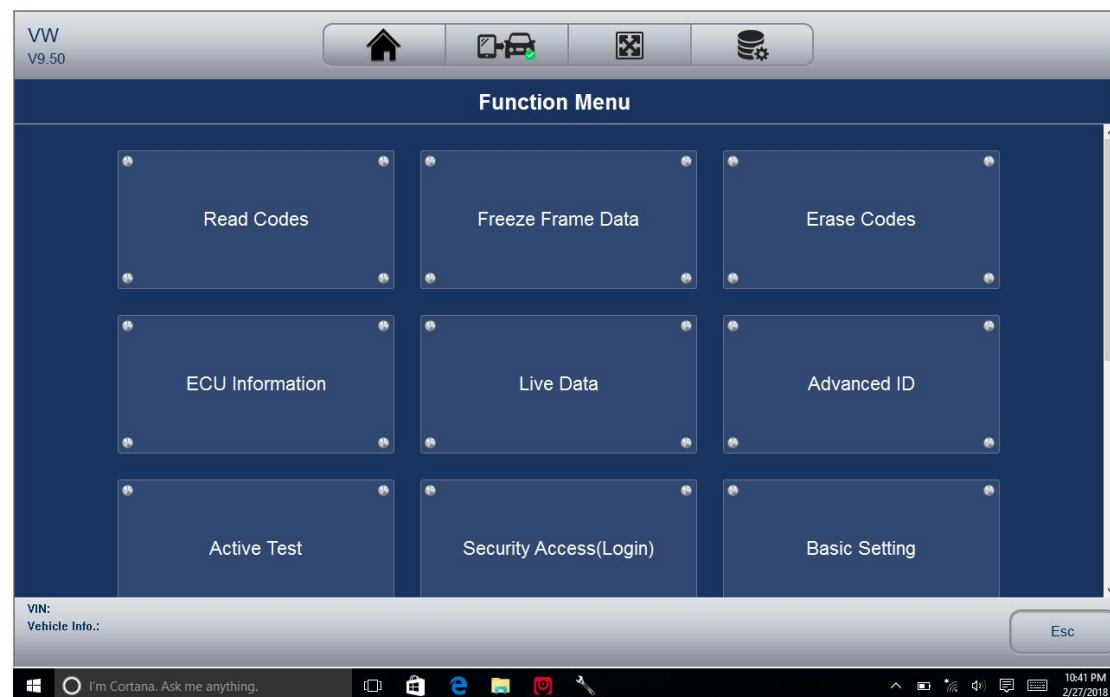 VW
V9.50
Function Menu
Read Codes
Freeze Frame Data
Erase Codes
ECU Information
Live Data
Advanced ID
Active Test
Security Access(Login)
Basic Setting
VIN:
Vehicle Info.:
Esc
I'm Cortana. Ask me anything.
10:41 PM
2/27/2018